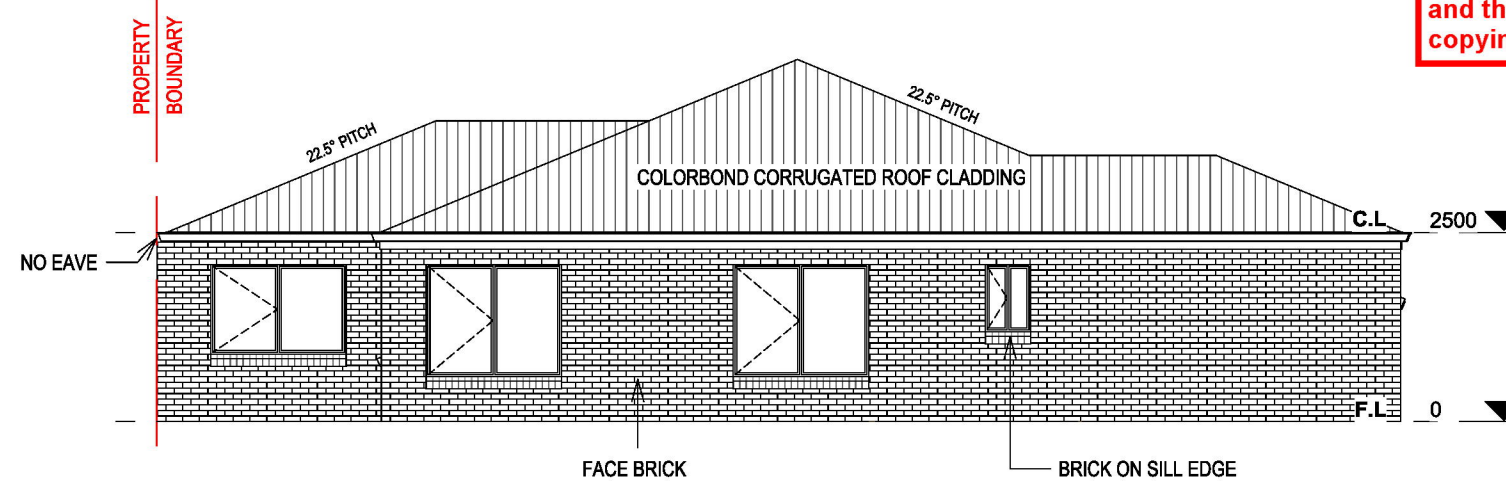 and th
copyin
PROPERTY
BOUNDARY
22.5° PITCH
22.5° PITCH
COLORBOND CORRUGATED ROOF CLADDING
C.L 2500
NO EAVE
F.L 0
FACE BRICK
BRICK ON SILL EDGE